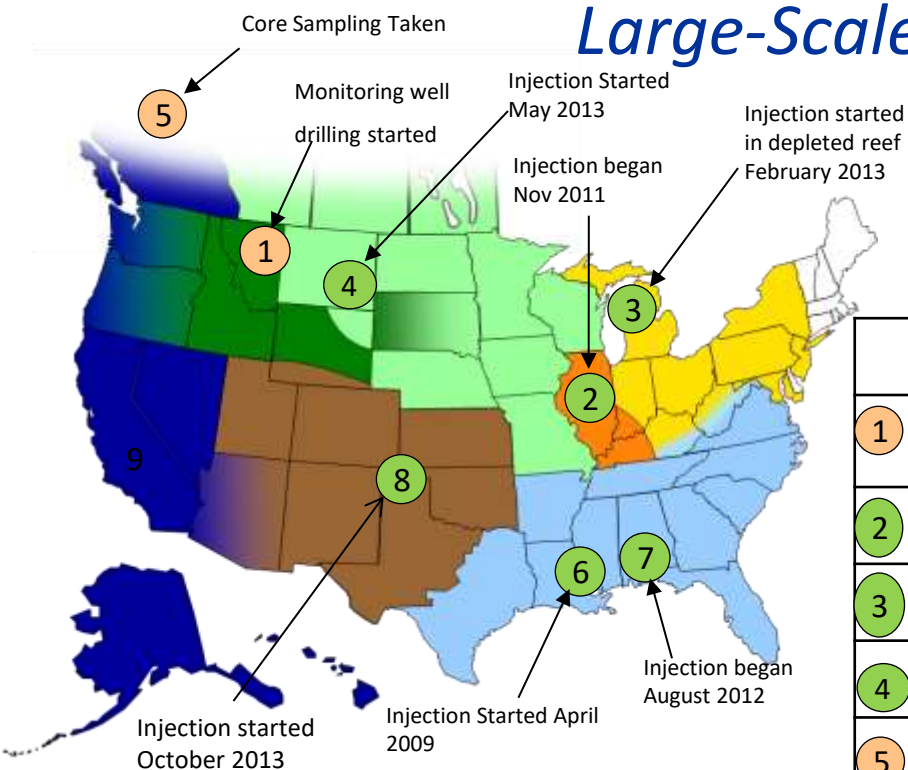 Large-Scale
Core Sampling Taken
5
Monitoring well
drilling started
Injection Started
May 2013
Injection began
Nov 2011
Injection started
in depleted reef
February 2013
1
4
3
2
9
8
6
7
Injection started
October 2013
Injection Started April
2009
Injection began
August 2012
1
2
3
4
5